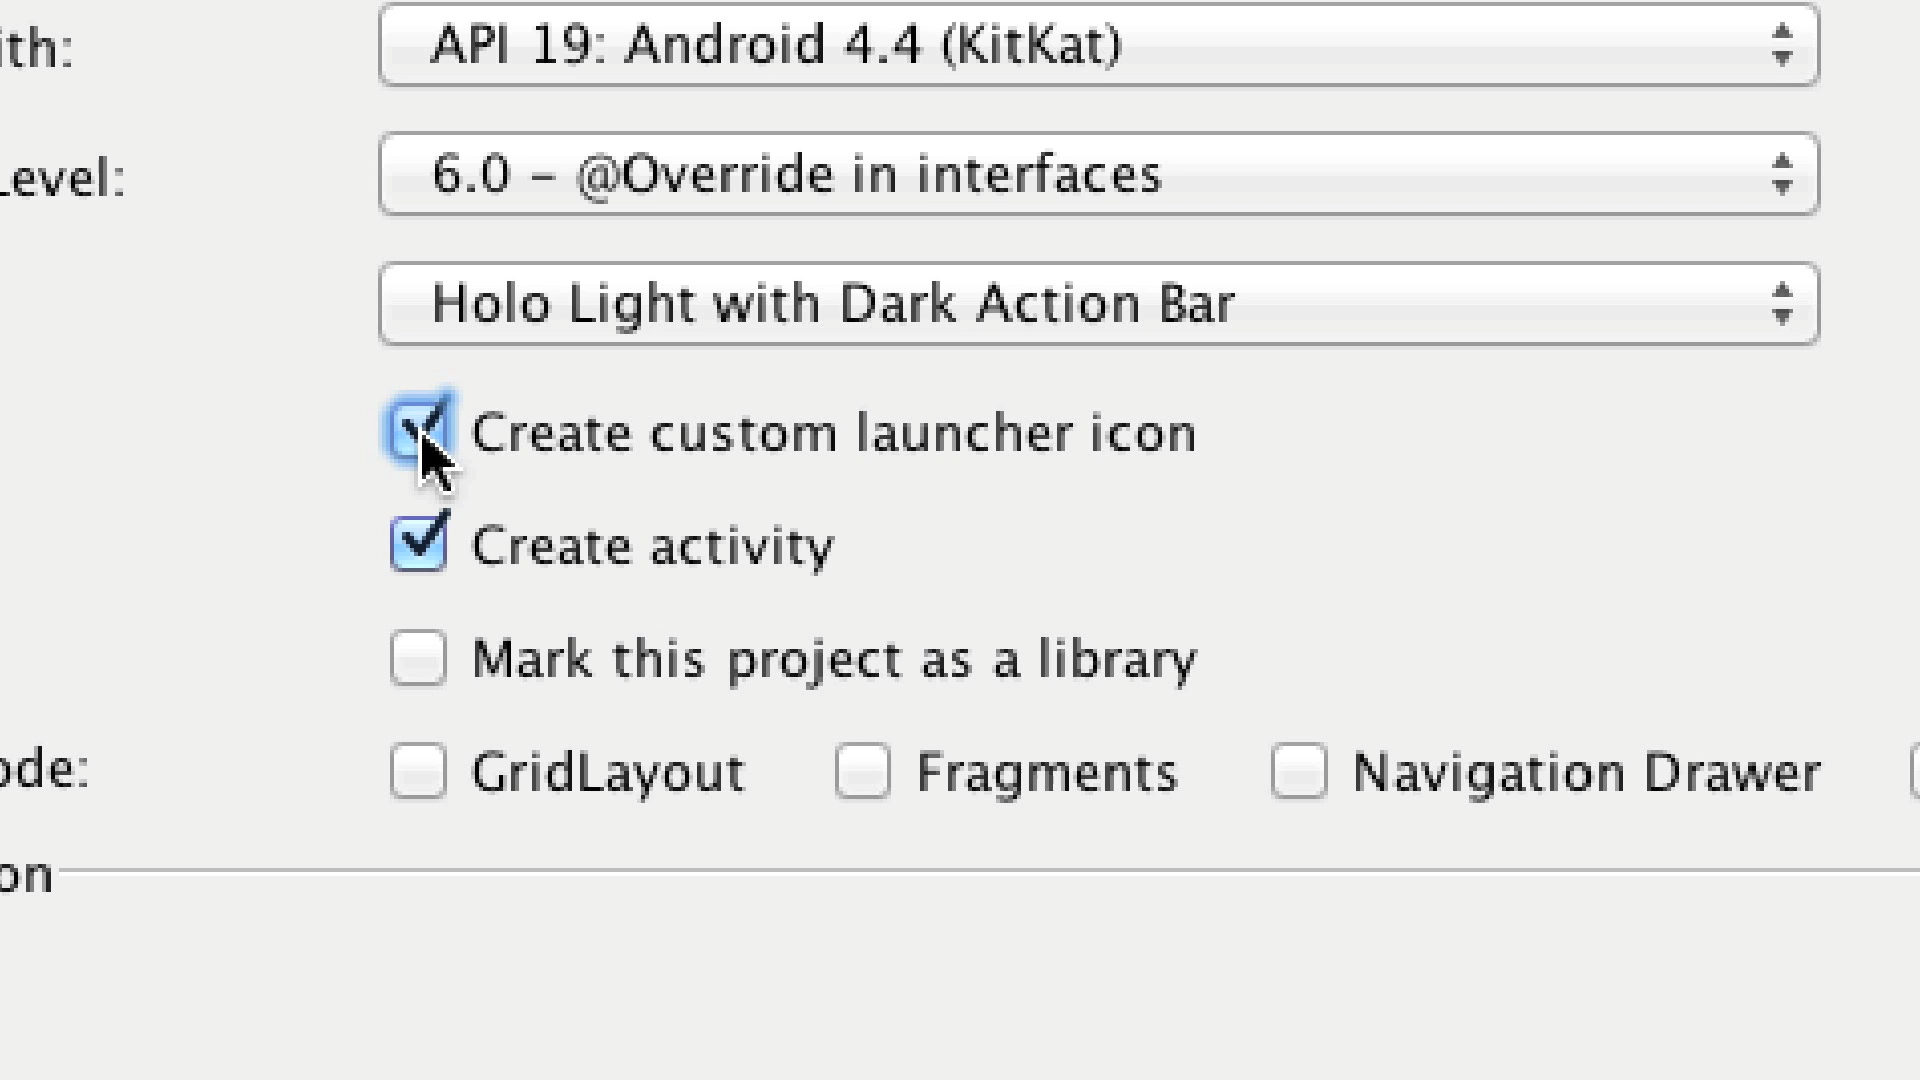 ith: API 19: Android 4.4 (KitKat)
Level: 6.0 – @Override in interfaces
Holo Light with Dark Action Bar
Create custom launcher icon
Create activity
Mark this project as a library
ode: GridLayout Fragments Navigation Drawer
on